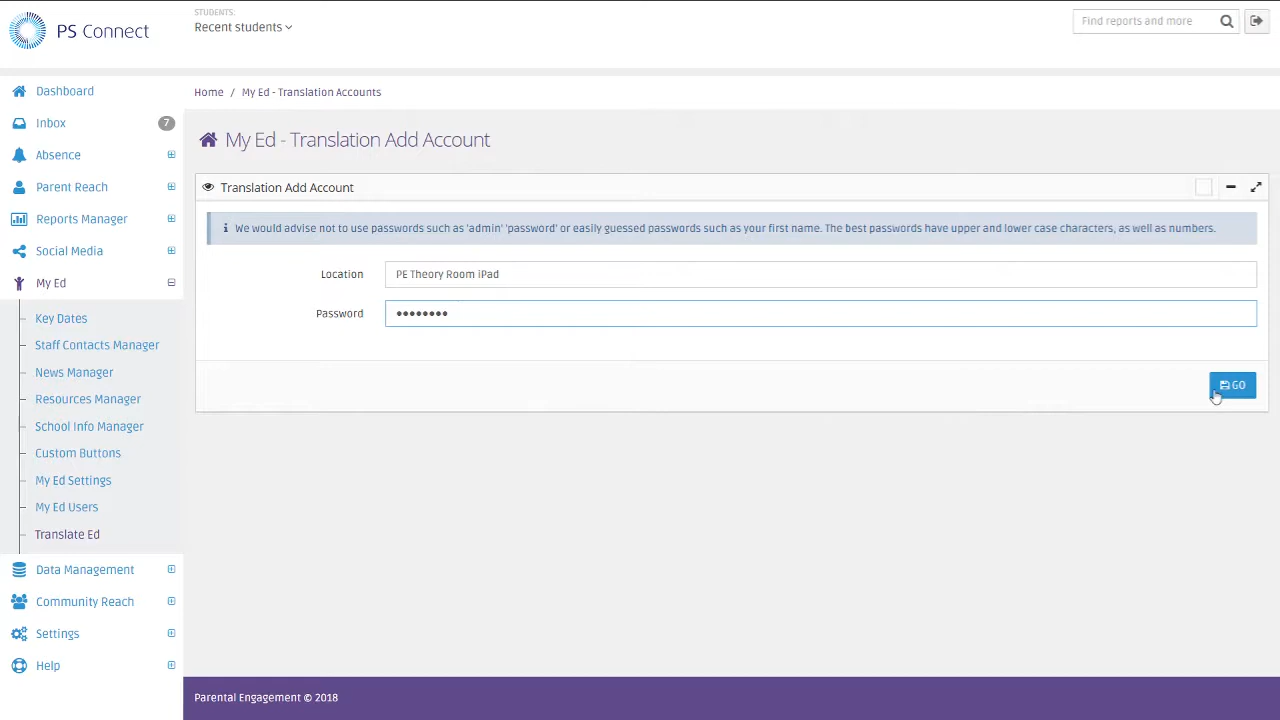 PS Connect
STUDENTS:
Recent students
Find reports and more
Dashboard
Inbox
7
Absence
Parent Reach
Reports Manager
Social Media
My Ed
Key Dates
Staff Contacts Manager
News Manager
Resources Manager
School Info Manager
Custom Buttons
My Ed Settings
My Ed Users
Translate Ed
Data Management
Community Reach
Settings
Help
Home / My Ed - Translation Accounts
My Ed - Translation Add Account
Translation Add Account
We would advise not to use passwords such as 'admin' 'password' or easily guessed passwords such as your first name. The best passwords have upper and lower case characters, as well as numbers.
Location
PE Theory Room iPad
Password
••••••••
GO
Parental Engagement © 2018